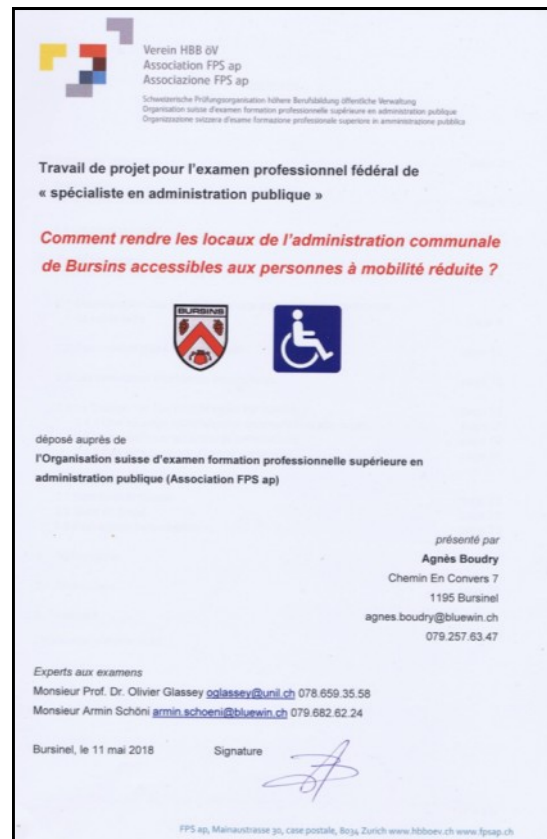 Verein HBB öV
Association FPS ap
Associazione FPS ap
Schweizerische Prüfungsorganisation höhere Berufsbildung öffentliche Verwaltung
Organisation suisse d'examen formation professionnelle supérieure en administration publique
Organizzazione svizzera d'esame formazione professionale superiore in amministrazione pubblica
Travail de projet pour l'examen professionnel fédéral de
« spécialiste en administration publique »
Comment rendre les locaux de l'administration communale
de Bursins accessibles aux personnes à mobilité réduite ?
BURSINS
déposé auprès de
l'Organisation suisse d'examen formation professionnelle supérieure en
administration publique (Association FPS ap)
présenté par
Agnès Boudry
Chemin En Convers 7
1195 Bursinel
agnes.boudry@bluewin.ch
079.257.63.47
Experts aux examens
Monsieur Prof. Dr. Olivier Glassey oglassey@unil.ch 078.659.35.58
Monsieur Armin Schöni armin.schoeni@bluewin.ch 079.682.62.24
Bursinel, le 11 mai 2018 Signature
FPS ap, Mainaustrasse 30, case postale, 8034 Zurich www.hbboev.ch www.fpsap.ch